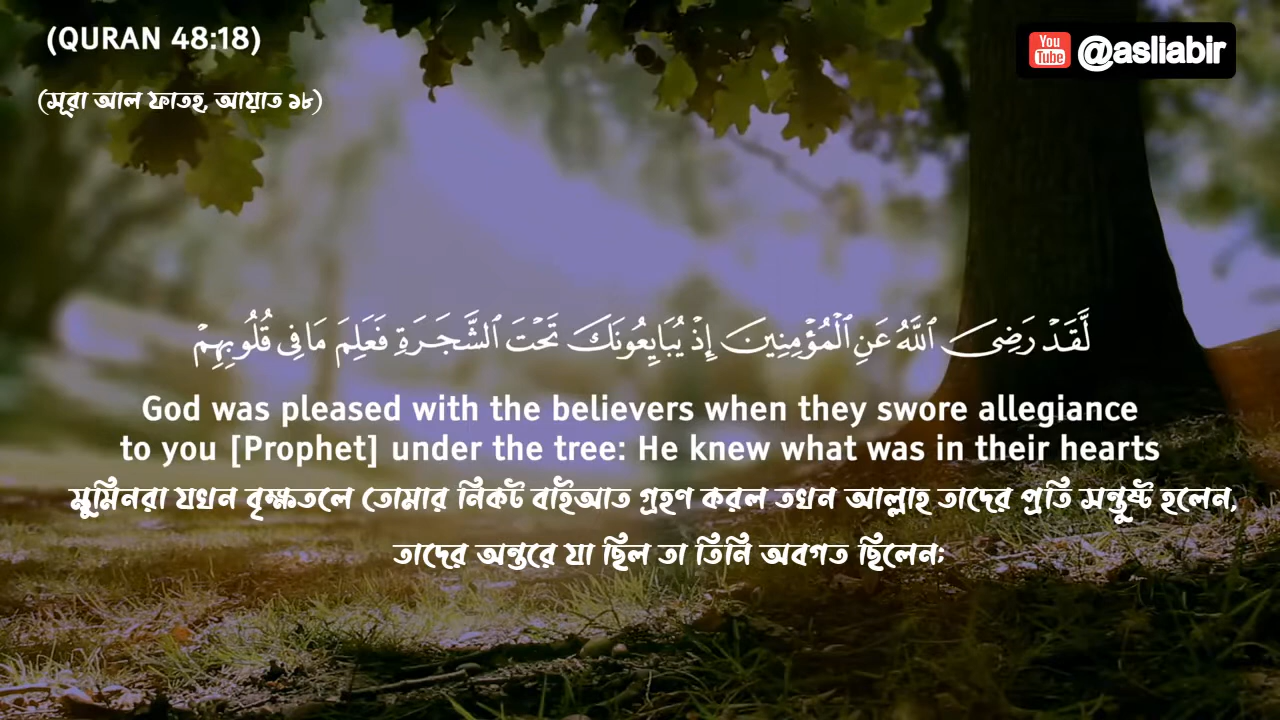 (QURAN 48:18)
You Tube @asliabir
(সূরা আল ফাতহ, আয়াত ১৮)
لَّقَدْ رَضِىَ ٱللَّهُ عَنِ ٱلْمُؤْمِنِينَ إِذْ يُبَايِعُونَكَ تَحْتَ ٱلشَّجَرَةِ فَعَلِمَ مَا فِى قُلُوبِهِمْ
God was pleased with the believers when they swore allegiance
to you [Prophet] under the tree: He knew what was in their hearts
মুমিনরা যখন বৃক্ষতলে তোমার নিকট বাইআত গ্রহণ করল তখন আল্লাহ তাদের প্রতি সন্তুষ্ট হলেন,
তাদের অন্তরে যা ছিল তা তিনি অবগত ছিলেন;